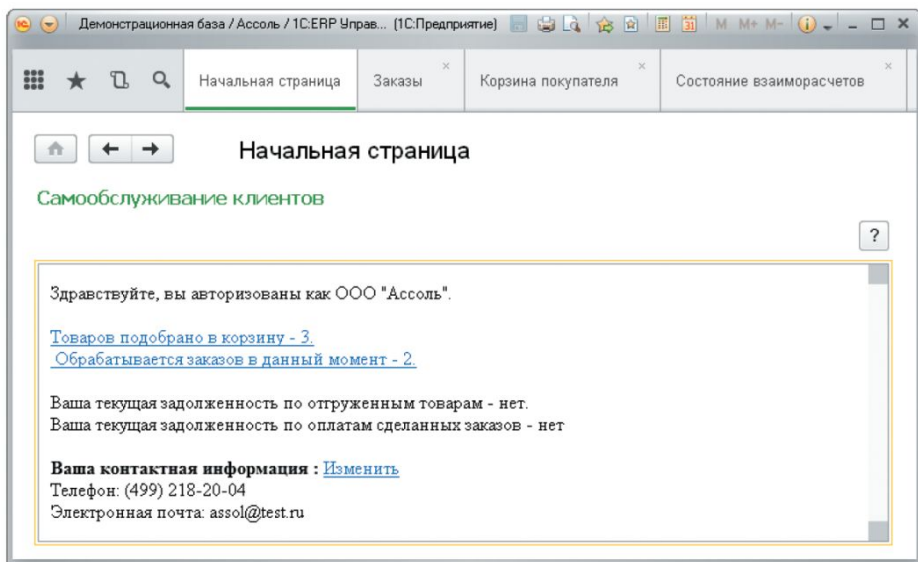 Демонстрационная база / Ассоль / 1С:ERP Управ... (1С:Предприятие) 31 M M+ M-
Начальная страница Заказы Корзина покупателя Состояние взаиморасчетов
Начальная страница
Самообслуживание клиентов
?
Здравствуйте, вы авторизованы как ООО "Ассоль".
Товаров подобрано в корзину - 3.
Обрабатывается заказов в данный момент - 2.
Ваша текущая задолженность по отгруженным товарам - нет.
Ваша текущая задолженность по оплатам сделанных заказов - нет
Ваша контактная информация : Изменить
Телефон: (499) 218-20-04
Электронная почта: assol@test.ru